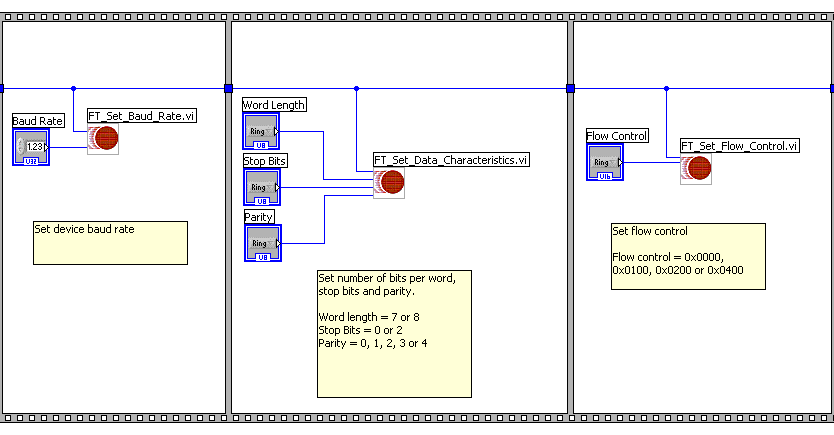 Baud Rate
FT_Set_Baud_Rate.vi
1.23
U32
Set device baud rate
Word Length
Ring
U8
Stop Bits
Ring
U8
Parity
Ring
U8
FT_Set_Data_Characteristics.vi
Set number of bits per word,
stop bits and parity.
Word length = 7 or 8
Stop Bits = 0 or 2
Parity = 0, 1, 2, 3 or 4
Flow Control
Ring
U16
FT_Set_Flow_Control.vi
Set flow control
Flow control = 0x0000,
0x0100, 0x0200 or 0x0400